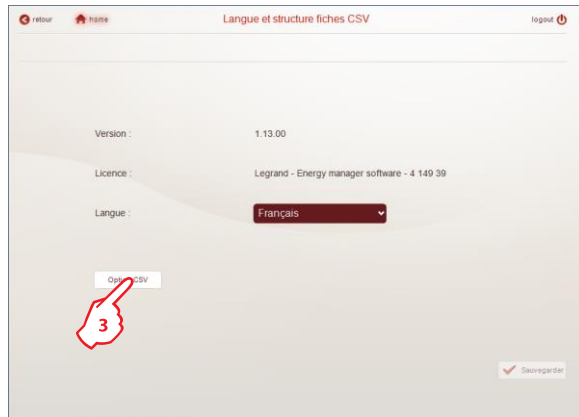 retour home Langue et structure fiches CSV logout
Version : 1.13.00
Licence : Legrand - Energy manager software - 4 149 39
Langue : Français
Option CSV
3
Sauvegarder